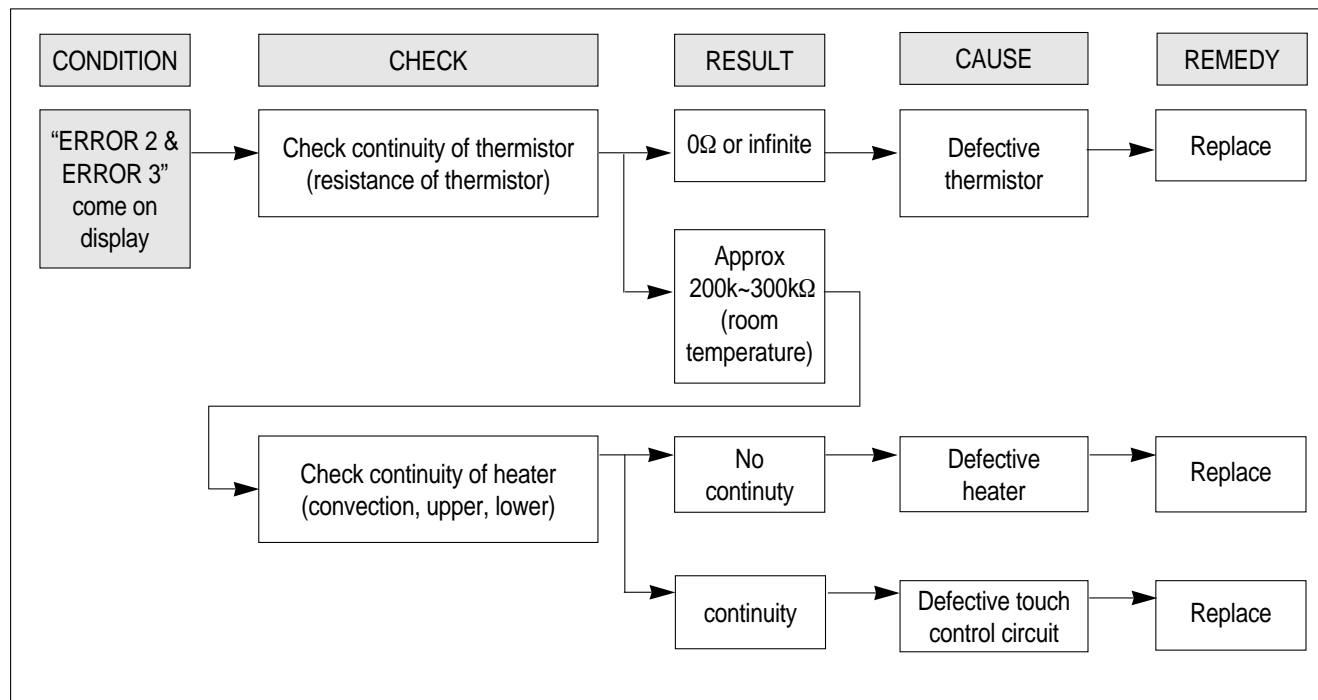 CONDITION
CHECK
RESULT
CAUSE
REMEDY
“ERROR 2 &
ERROR 3”
come on
display
Check continuity of thermistor
(resistance of thermistor)
0Ω or infinite
Defective
thermistor
Replace
Approx
200k~300kΩ
(room
temperature)
Check continuity of heater
(convection, upper, lower)
No
continuty
Defective
heater
Replace
continuity
Defective touch
control circuit
Replace